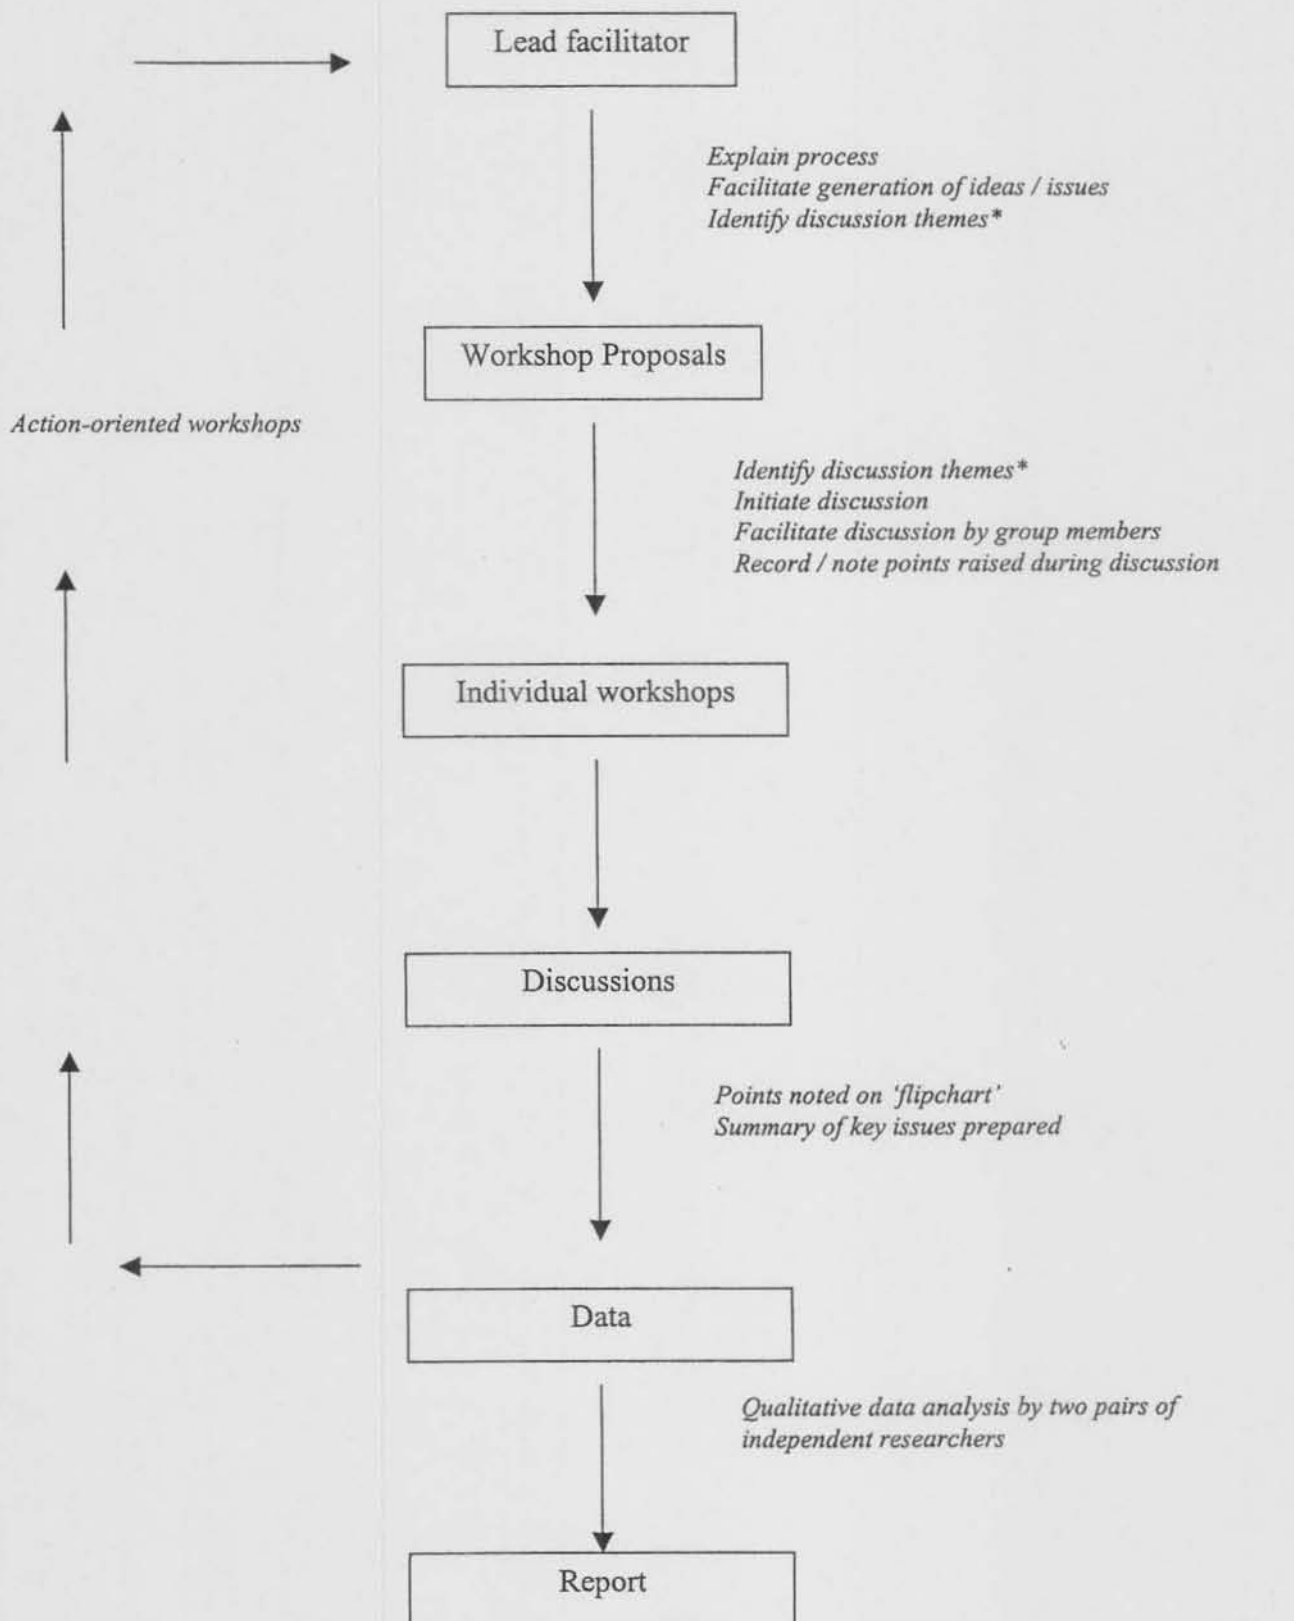 Lead facilitator
Explain process
Facilitate generation of ideas / issues
Identify discussion themes*
Workshop Proposals
Action-oriented workshops
Identify discussion themes*
Initiate discussion
Facilitate discussion by group members
Record / note points raised during discussion
Individual workshops
Discussions
Points noted on ‘flipchart’
Summary of key issues prepared
Data
Qualitative data analysis by two pairs of
independent researchers
Report